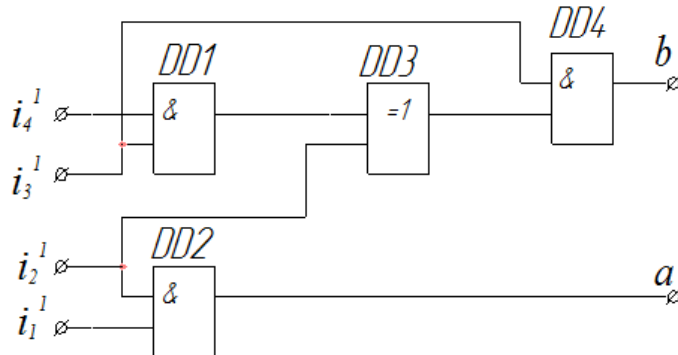 DD4
b
DD1
DD3
&
i₄¹
&
=1
i₃¹
DD2
i₂¹
a
&
i₁¹